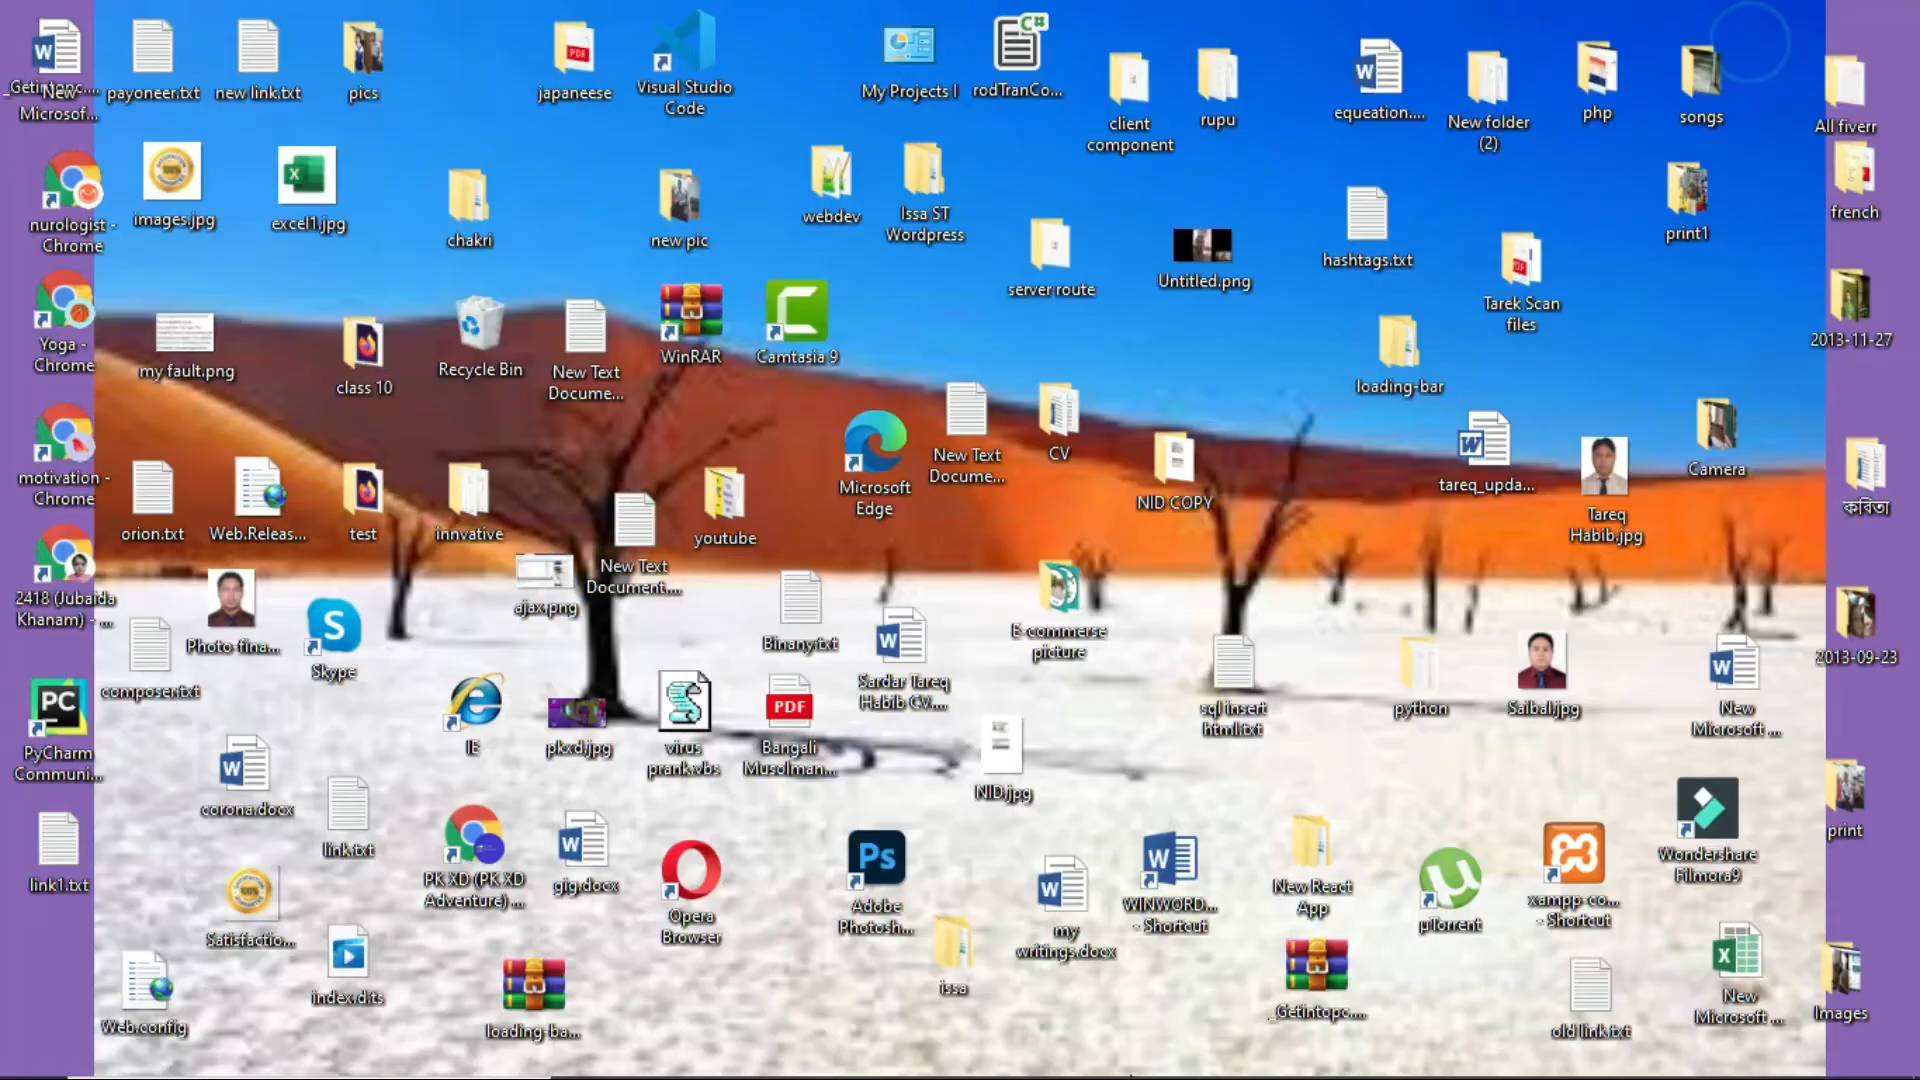 _Getintopc....
New
Microsof...
payoneer.txt
new link.txt
pics
japaneese
Visual Studio
Code
My Projects I
rodTranCo...
client
component
rupu
equeation....
New folder
(2)
php
songs
All fiverr
nurologist -
Chrome
images.jpg
excel1.jpg
chakri
new pic
webdev
Issa ST
Wordpress
server route
Untitled.png
hashtags.txt
Tarek Scan
files
print1
french
Yoga -
Chrome
my fault.png
class 10
Recycle Bin
New Text
Docume...
WinRAR
Camtasia 9
loading-bar
2013-11-27
motivation -
Chrome
orion.txt
Web.Releas...
test
innvative
youtube
Microsoft
Edge
New Text
Docume...
CV
NID COPY
tareq_upda...
Tareq
Habib.jpg
Camera
কবিতা
2418 (Jubaida
Khanam) - ...
composer.txt
Photo-fina...
Skype
ajax.png
New Text
Document....
Binany.txt
Sardar Tareq
Habib CV....
E-commerse
picture
sql insert
html.txt
python
Saibal.jpg
New
Microsoft ...
2013-09-23
PyCharm
Communi...
corona.docx
link.txt
IE
pkxd.jpg
virus
prank.vbs
PDF
Bangali
Musolman...
NID.jpg
print
link1.txt
Satisfactio...
PK XD (PK XD
Adventure) ...
gig.docx
Opera
Browser
Adobe
Photosh...
issa
my
writings.docx
WINWORD...
- Shortcut
New React
App
µTorrent
xampp-co...
- Shortcut
Wondershare
Filmora9
Web.config
index.d.ts
loading-ba...
_Getintopc....
old link.txt
New
Microsoft ...
Images